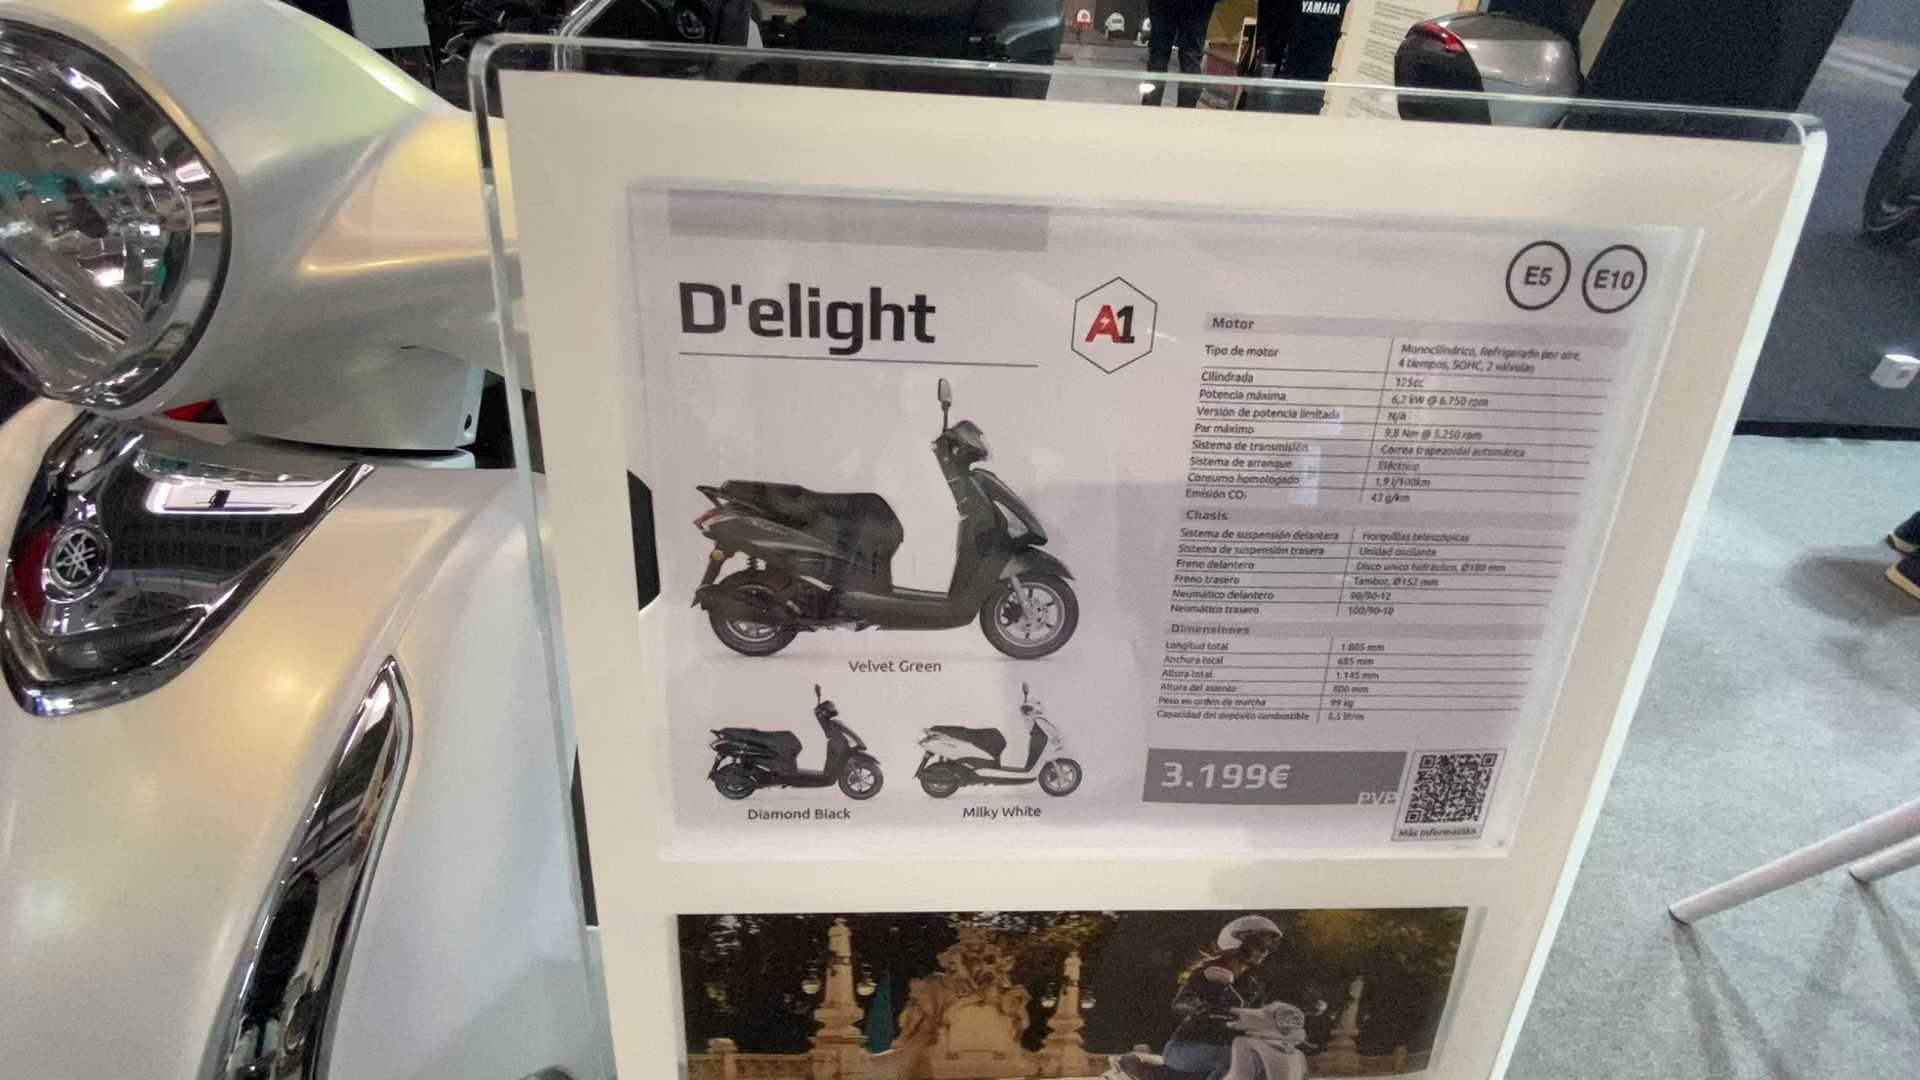 YAMAHA
E5 E10
D'elight
A1
Motor
Tipo de motor Monocilíndrico, Refrigerado por aire,
4 tiempos, SOHC, 2 válvulas
Cilindrada 125cc
Potencia máxima 6,2 kW @ 6.750 rpm
Versión de potencia limitada N/A
Par máximo 9,8 Nm @ 5.250 rpm
Sistema de transmisión Correa trapezoidal automática
Sistema de arranque Eléctrico
Consumo homologado 1,9 l/100km
Emisión CO₂ 43 g/km
Chasis
Sistema de suspensión delantera Horquillas telescópicas
Sistema de suspensión trasera Unidad oscilante
Freno delantero Disco único hidráulico, Ø180 mm
Freno trasero Tambor, Ø152 mm
Neumático delantero 90/90-12
Neumático trasero 100/90-10
Dimensiones
Longitud total 1.805 mm
Anchura total 685 mm
Altura total 1.145 mm
Altura del asiento 800 mm
Peso en orden de marcha 99 kg
Capacidad del depósito combustible 5,5 litros
Velvet Green
Diamond Black
Milky White
3.199€
PVP
Más Información